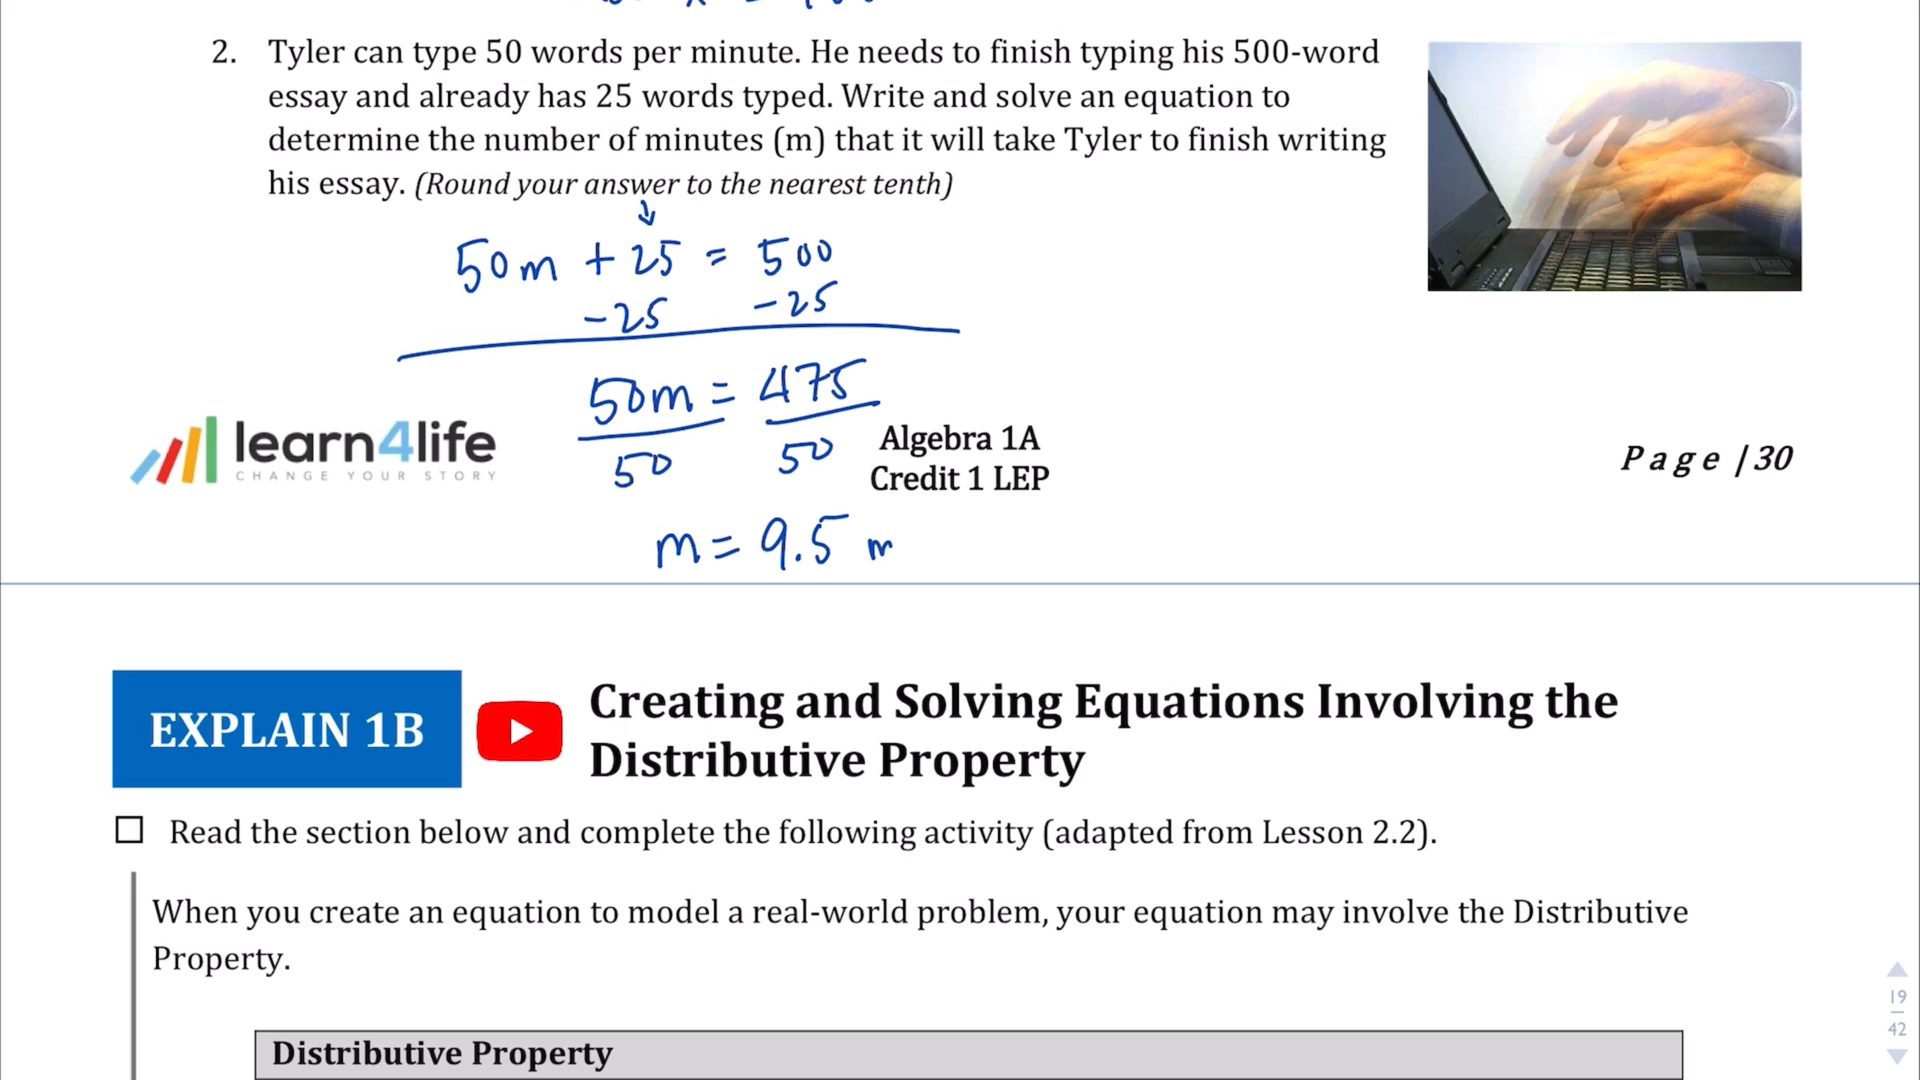 2. Tyler can type 50 words per minute. He needs to finish typing his 500-word
essay and already has 25 words typed. Write and solve an equation to
determine the number of minutes (m) that it will take Tyler to finish writing
his essay. (Round your answer to the nearest tenth)
50m + 25 = 500
-25 -25
50m = 475
50 50
m = 9.5 m
learn4life
CHANGE YOUR STORY
Algebra 1A
Credit 1 LEP
Page |30
EXPLAIN 1B
Creating and Solving Equations Involving the
Distributive Property
Read the section below and complete the following activity (adapted from Lesson 2.2).
When you create an equation to model a real-world problem, your equation may involve the Distributive
Property.
Distributive Property
19
42